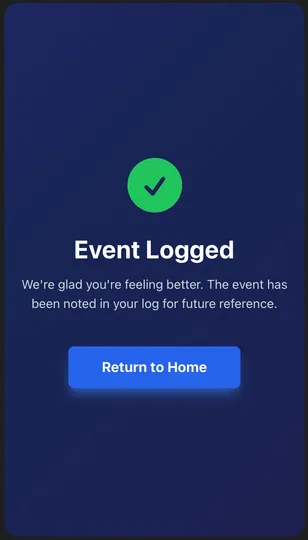 Event Logged
We're glad you're feeling better. The event has
been noted in your log for future reference.
Return to Home